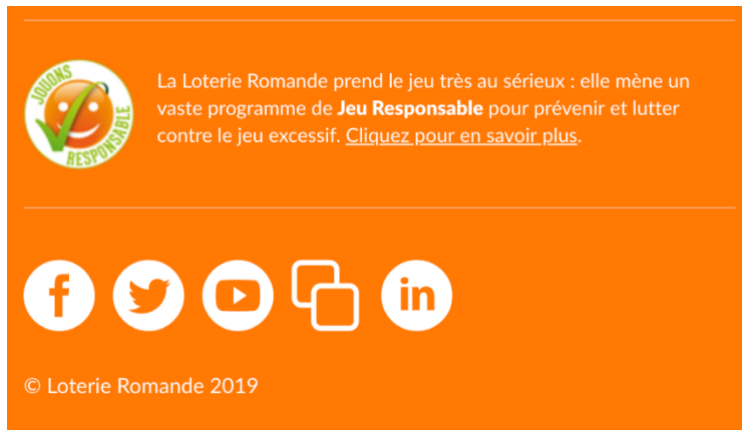 JOUONS
RESPONSABLE
La Loterie Romande prend le jeu très au sérieux : elle mène un
vaste programme de Jeu Responsable pour prévenir et lutter
contre le jeu excessif. Cliquez pour en savoir plus.
f
in
© Loterie Romande 2019